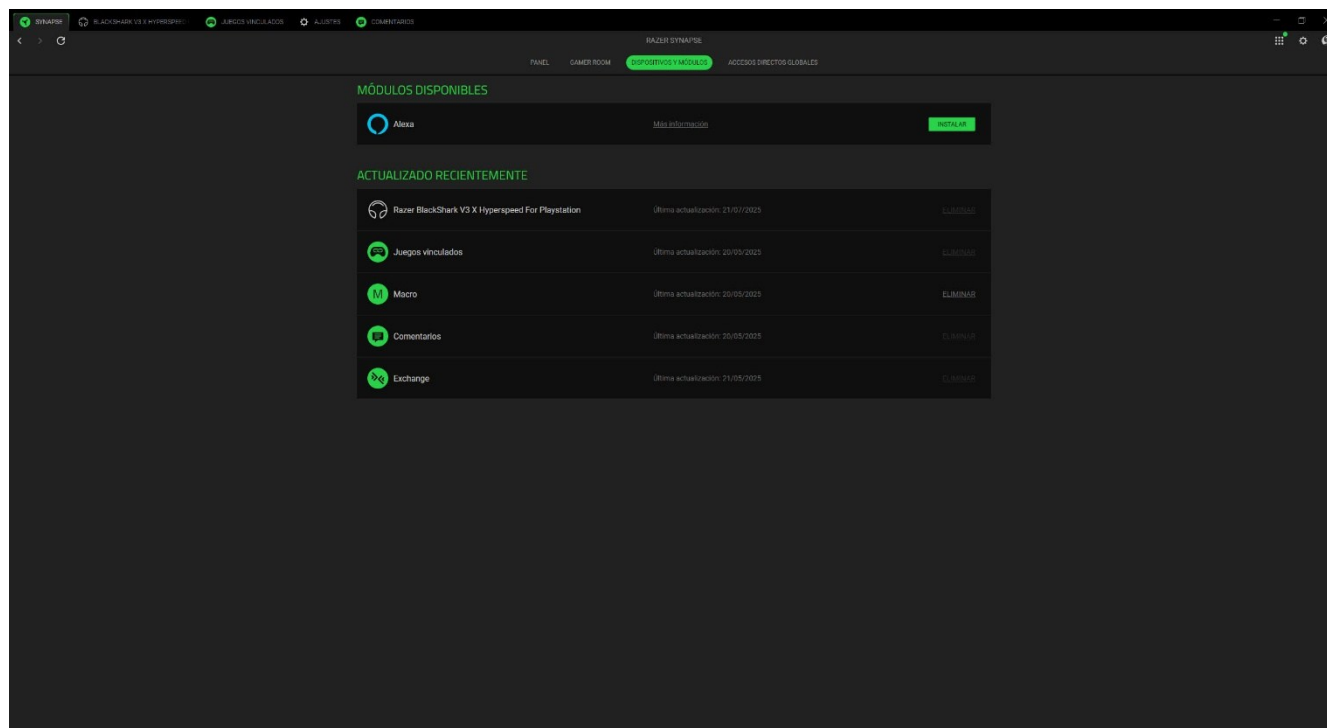 SYNAPSE BLACKSHARK V3 X HYPERSPEED JUEGOS VINCULADOS AJUSTES COMENTARIOS
RAZER SYNAPSE
PANEL GAMER ROOM DISPOSITIVOS Y MÓDULOS ACCESOS DIRECTOS GLOBALES
MÓDULOS DISPONIBLES
Alexa Más información INSTALAR
ACTUALIZADO RECIENTEMENTE
Razer BlackShark V3 X Hyperspeed For Playstation Última actualización: 21/07/2025 ELIMINAR
Juegos vinculados Última actualización: 20/05/2025 ELIMINAR
M Macro Última actualización: 20/05/2025 ELIMINAR
Comentarios Última actualización: 20/05/2025 ELIMINAR
Exchange Última actualización: 21/05/2025 ELIMINAR